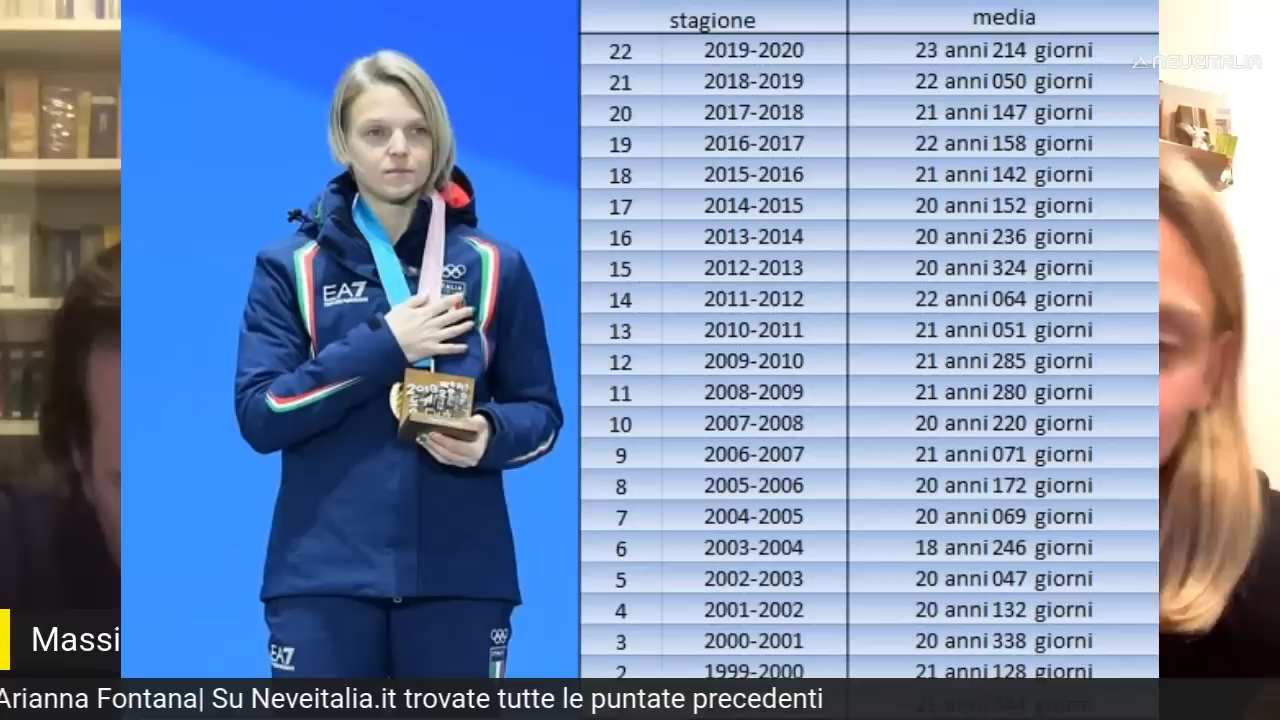 stagione media
22 2019-2020 23 anni 214 giorni
21 2018-2019 22 anni 050 giorni
20 2017-2018 21 anni 147 giorni
19 2016-2017 22 anni 158 giorni
18 2015-2016 21 anni 142 giorni
17 2014-2015 20 anni 152 giorni
16 2013-2014 20 anni 236 giorni
15 2012-2013 20 anni 324 giorni
14 2011-2012 22 anni 064 giorni
13 2010-2011 21 anni 051 giorni
12 2009-2010 21 anni 285 giorni
11 2008-2009 21 anni 280 giorni
10 2007-2008 20 anni 220 giorni
9 2006-2007 21 anni 071 giorni
8 2005-2006 20 anni 172 giorni
7 2004-2005 20 anni 069 giorni
6 2003-2004 18 anni 246 giorni
5 2002-2003 20 anni 047 giorni
4 2001-2002 20 anni 132 giorni
3 2000-2001 20 anni 338 giorni
2 1999-2000 21 anni 128 giorni
NEVEITALIA
EA7
ITALIA
EA7
Massi
Arianna Fontana| Su Neveitalia.it trovate tutte le puntate precedenti